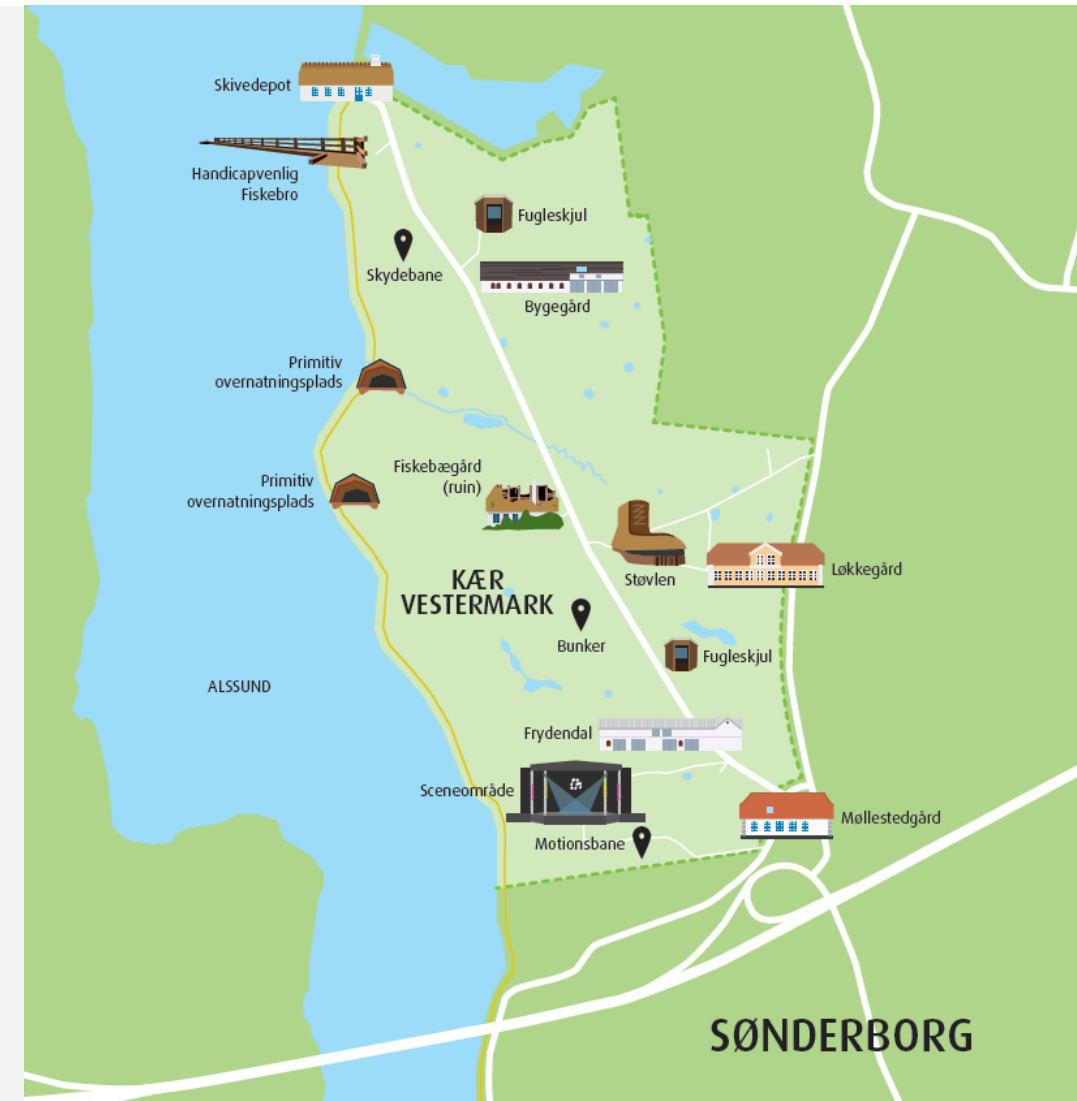 Skivedepot
Handicapvenlig
Fiskebro
Fugleskjul
Skydebane
Bygegård
Primitiv
overnatningsplads
Fiskebægård
(ruin)
Primitiv
overnatningsplads
Støvlen
Løkkegård
KÆR
VESTERMARK
Bunker
Fugleskjul
ALSSUND
Frydendal
Sceneområde
Møllestedgård
Motionsbane
SØNDERBORG